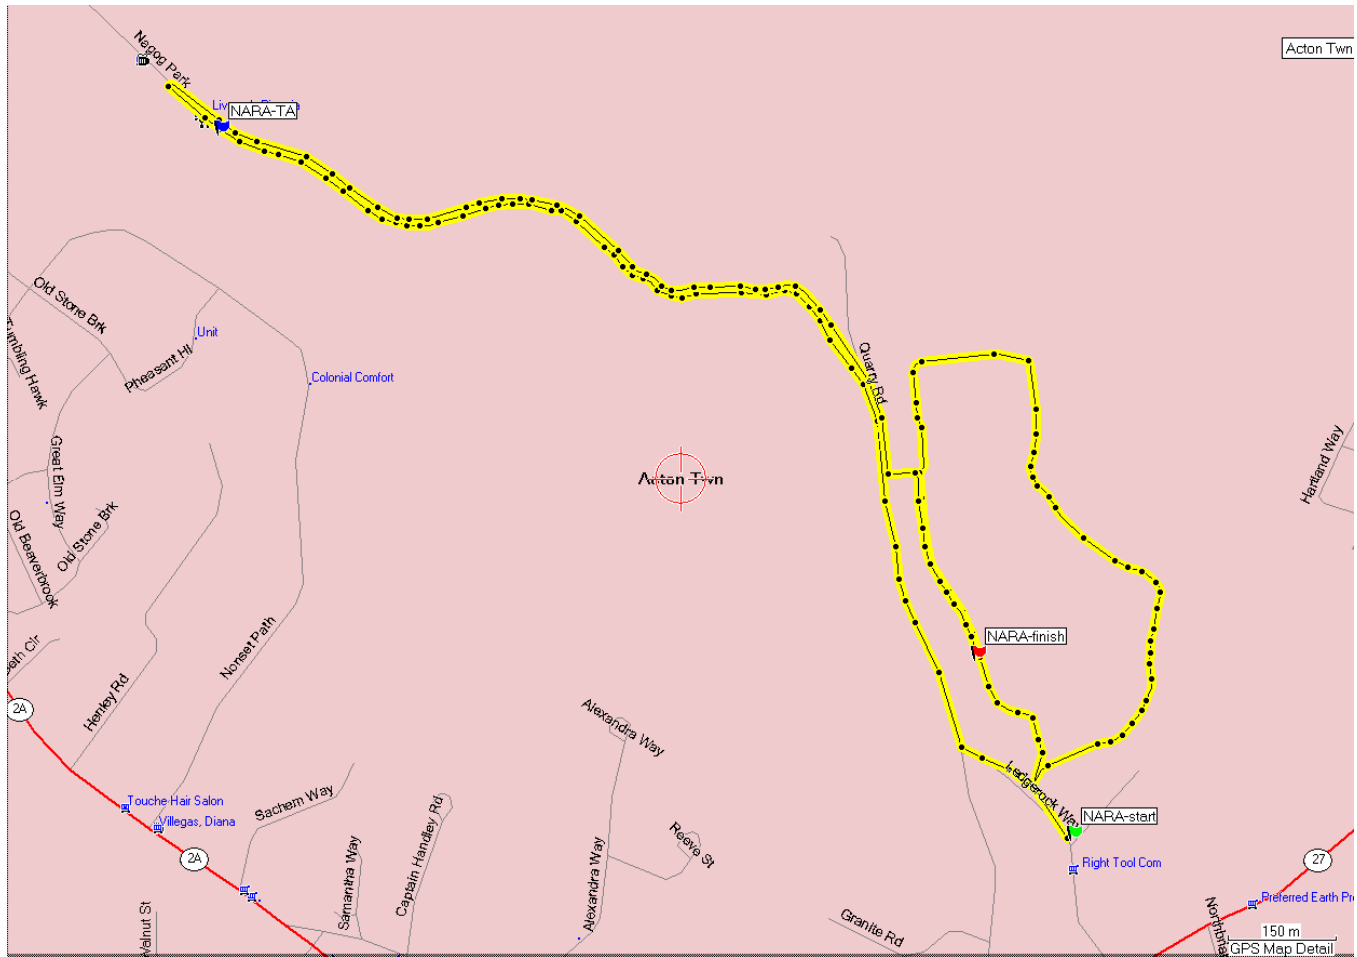 Nagog Park
Acton Twn
NARA-TA
Old Stone Brk
Unit
Pheasant Hl
Colonial Comfort
Quarry Rd
Great Elm Way
Hartland Way
Acton Twn
Old Stone Brk
Old Beaverbrook
NARA-finish
Nonset Path
Henley Rd
2A
Alexandra Way
Ledgerock Way
Touche Hair Salon
Villegas, Diana
Sachem Way
NARA-start
2A
Captain Handley Rd
Reeve St
Samantha Way
Alexandra Way
Right Tool Com
27
Preferred Earth Pr
Granite Rd
Walnut St
150 m
GPS Map Detail